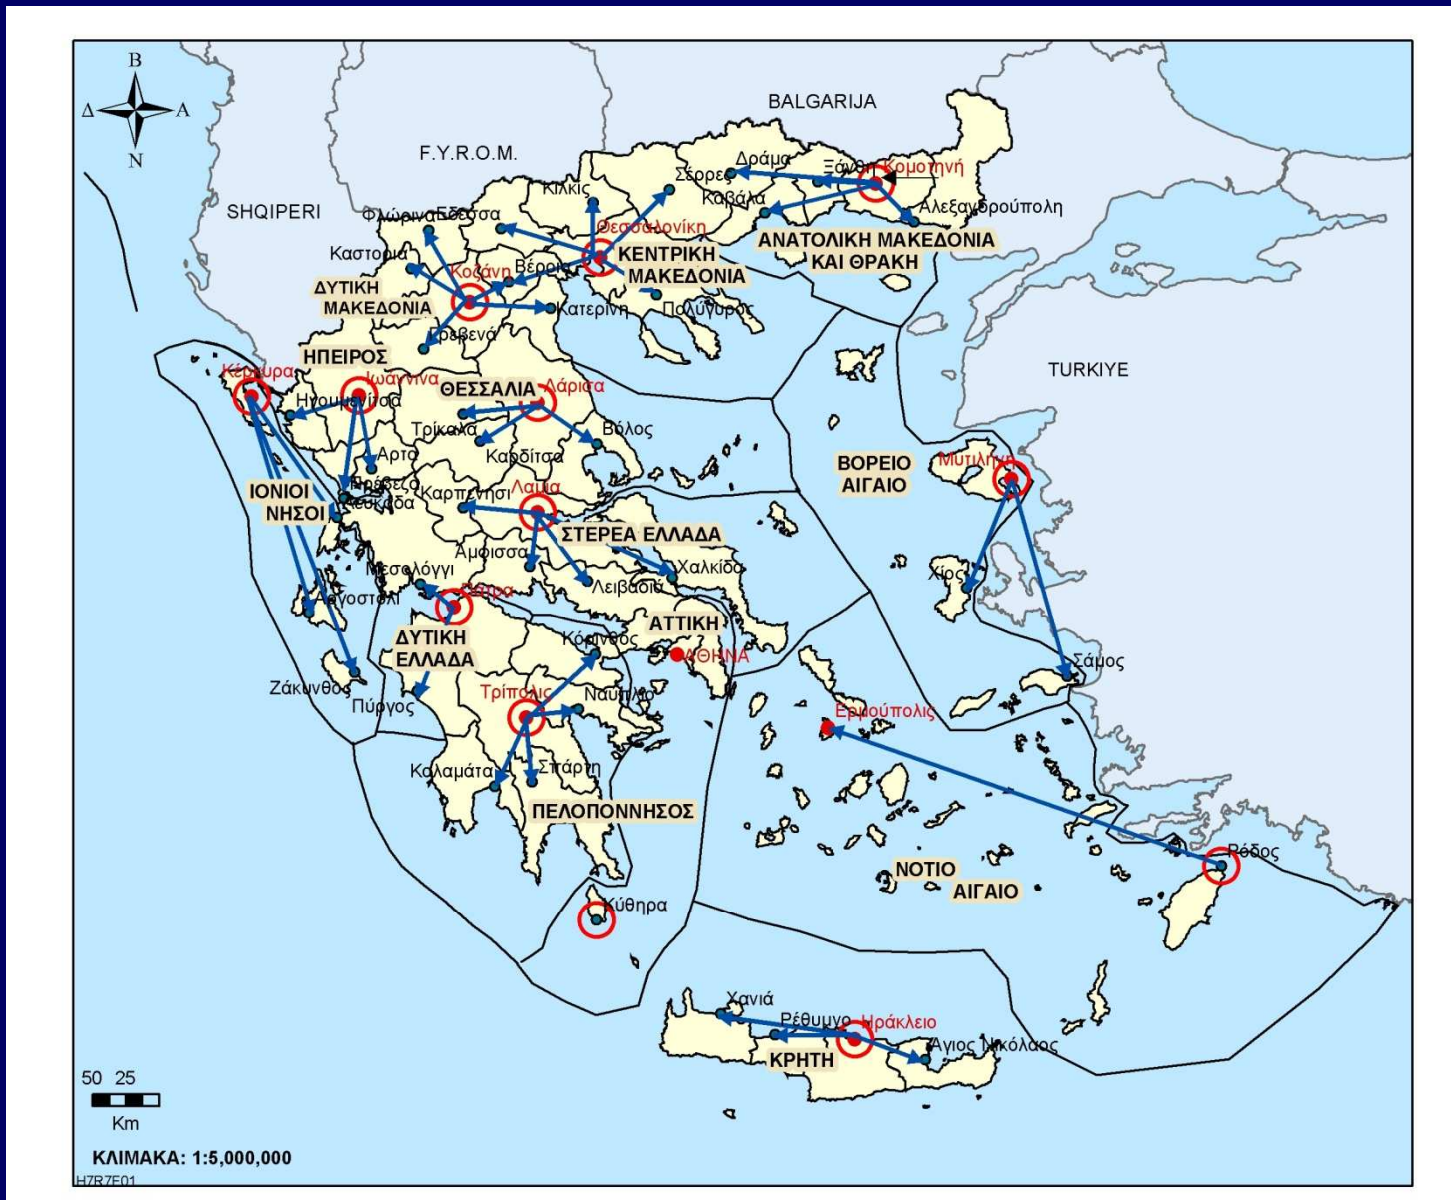 Β
Δ
Α
Ν
BALGARIJA
F.Y.R.O.M.
SHQIPERI
TURKIYE
Δράμα
Ξάνθη
Κομοτηνή
Σέρρες
Κιλκίς
Καβάλα
Αλεξανδρούπολη
Φλώρινα
Εδεσσα
Θεσσαλονίκη
ΑΝΑΤΟΛΙΚΗ ΜΑΚΕΔΟΝΙΑ
ΚΑΙ ΘΡΑΚΗ
Καστοριά
Κοζάνη
Βέρροια
ΚΕΝΤΡΙΚΗ
ΜΑΚΕΔΟΝΙΑ
ΔΥΤΙΚΗ
ΜΑΚΕΔΟΝΙΑ
Κατερίνη
Πολύγυρος
Γρεβενά
ΗΠΕΙΡΟΣ
Κέρκυρα
Ιωάννινα
ΘΕΣΣΑΛΙΑ
Λάρισα
Ηγουμενίτσα
Τρίκαλα
Βόλος
Καρδίτσα
Αρτα
ΒΟΡΕΙΟ
ΑΙΓΑΙΟ
Μυτιλήνη
Πρέβεζα
Λευκάδα
ΙΟΝΙΟΙ
ΝΗΣΟΙ
Καρπενήσι
Λαμία
ΣΤΕΡΕΑ ΕΛΛΑΔΑ
Αμφισσα
Χαλκίδα
Λειβαδιά
Χίος
Μεσολόγγι
Πάτρα
Αργοστόλι
ΑΤΤΙΚΗ
ΔΥΤΙΚΗ
ΕΛΛΑΔΑ
Κόρινθος
ΑΘΗΝΑ
Σάμος
Ζάκυνθος
Πύργος
Τρίπολις
Ναύπλιο
Ερμούπολις
Καλαμάτα
Σπάρτη
ΠΕΛΟΠΟΝΝΗΣΟΣ
Ρόδος
ΝΟΤΙΟ
ΑΙΓΑΙΟ
Κύθηρα
Χανιά
Ρέθυμνο
Ηράκλειο
Άγιος Νικόλαος
ΚΡΗΤΗ
50 25
Km
ΚΛΙΜΑΚΑ: 1:5,000,000
H7R7E01